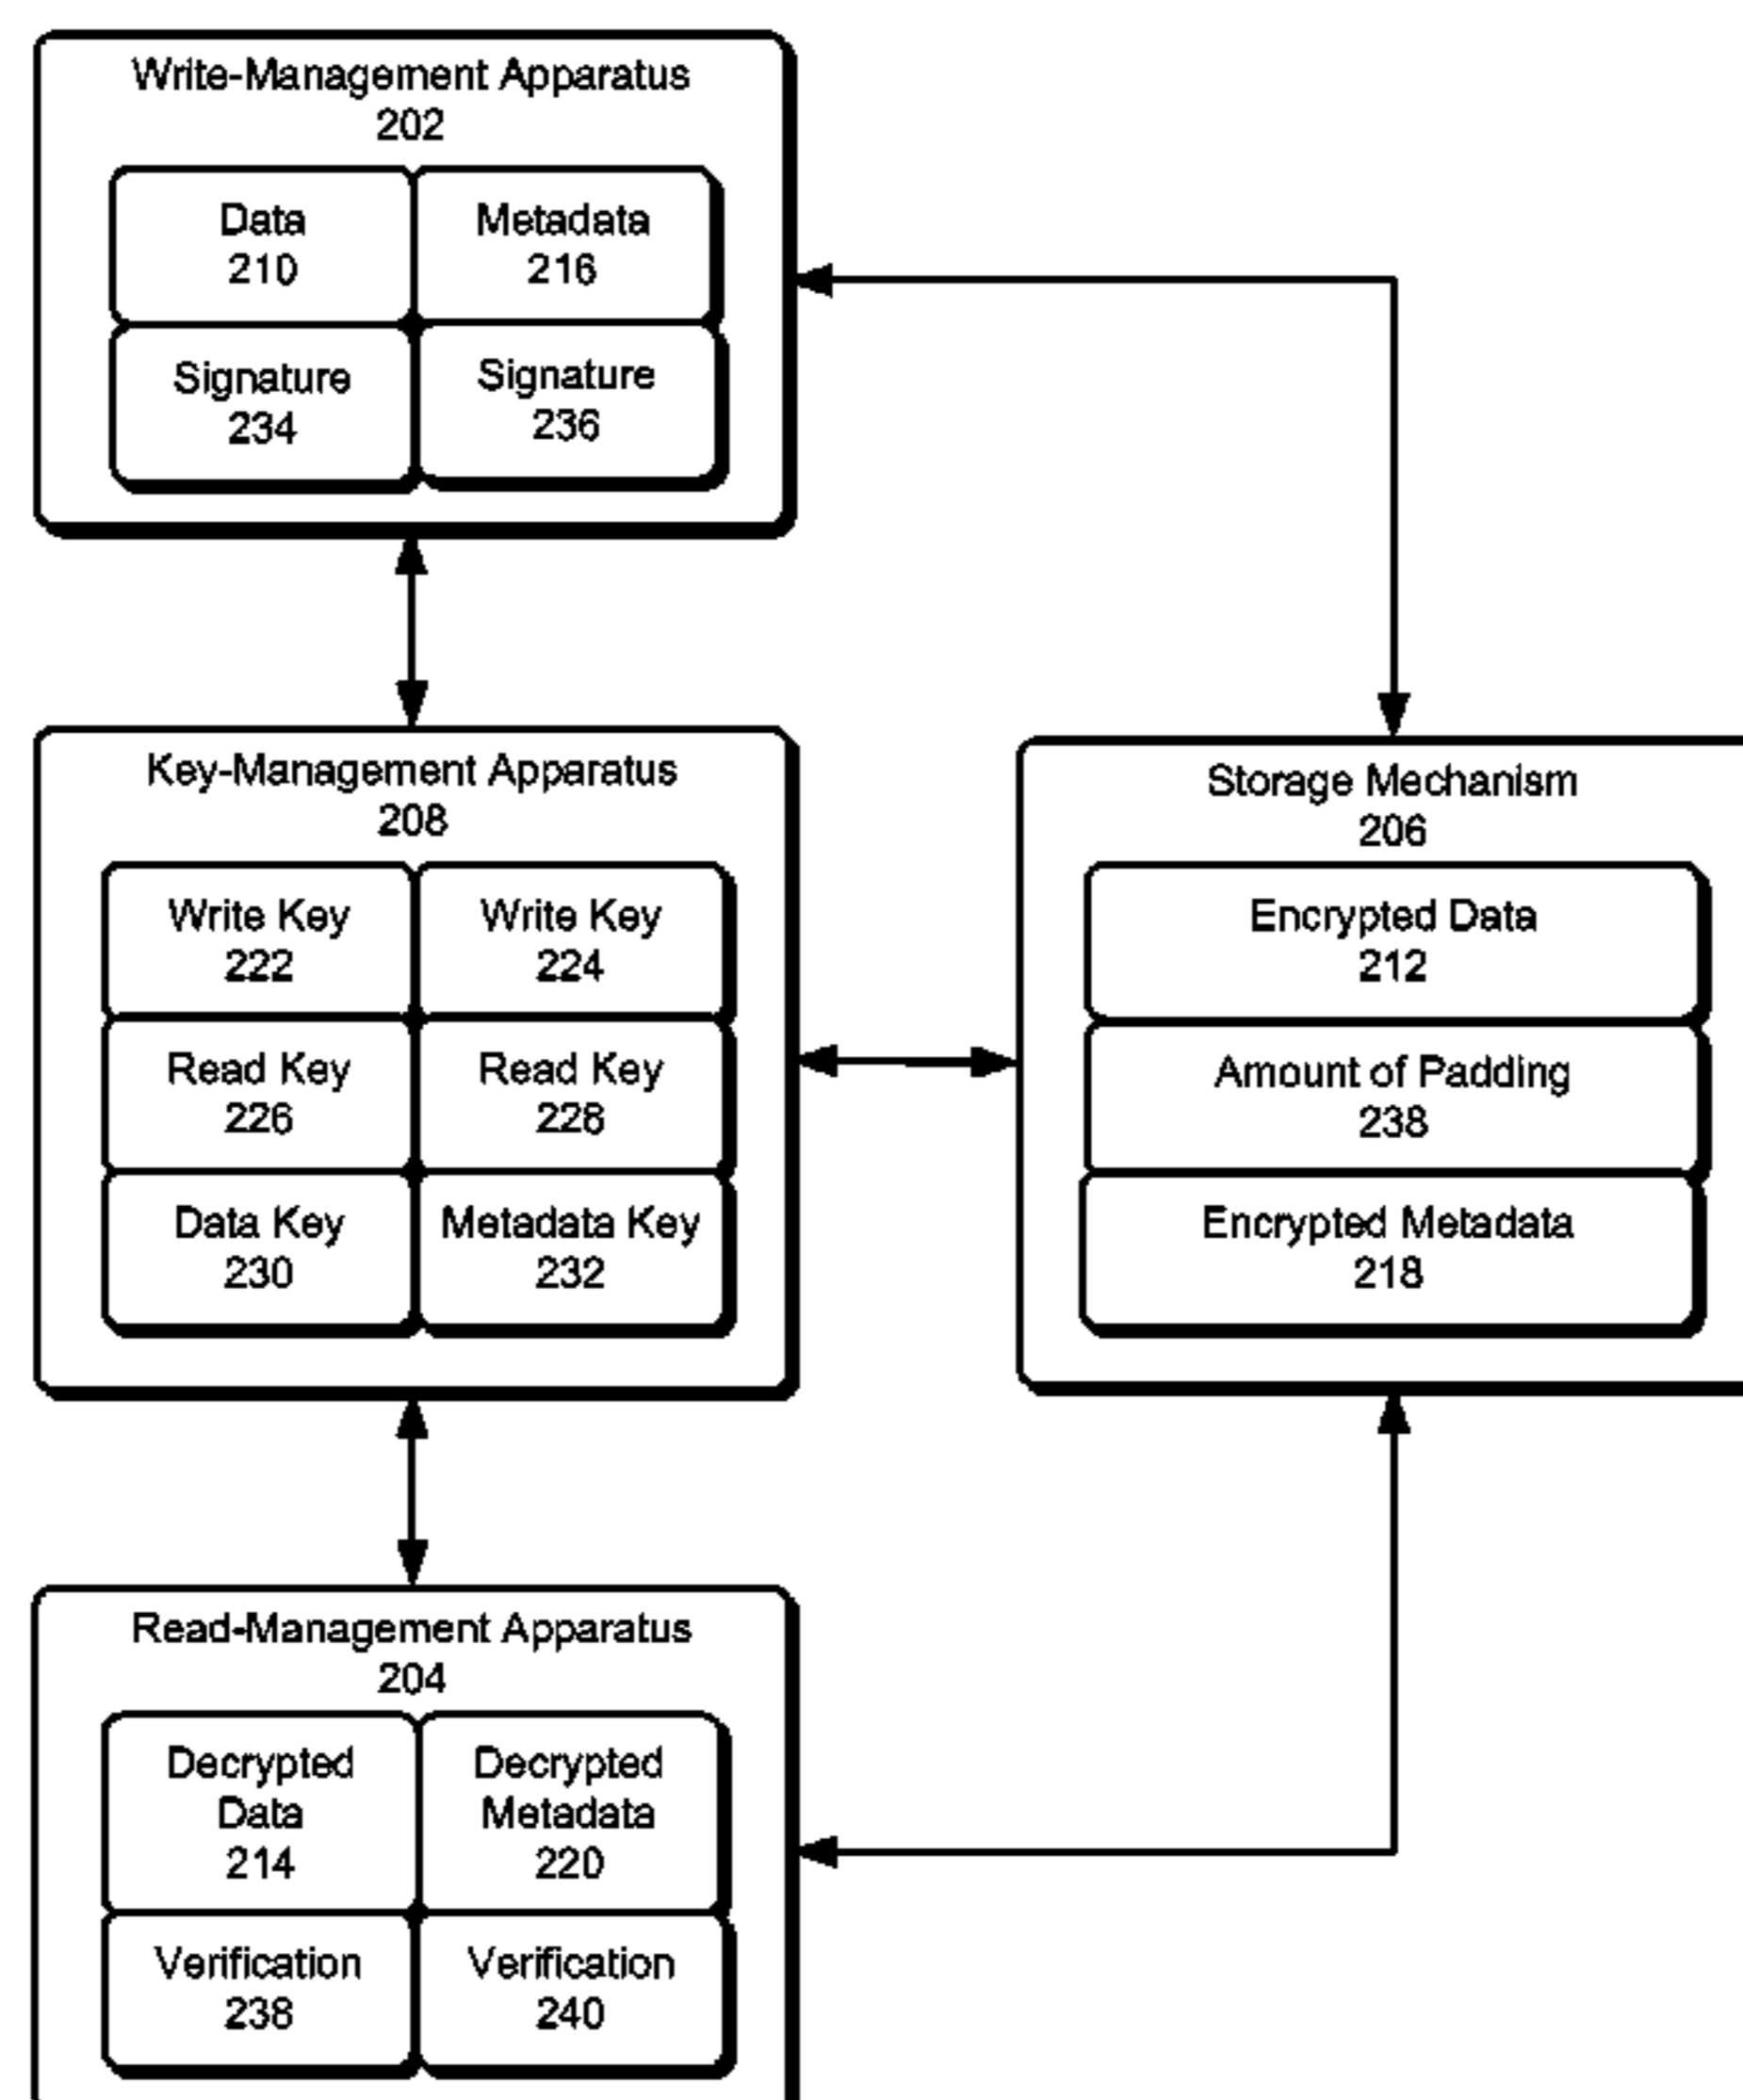 Write-Management Apparatus
202
Data
210
Metadata
216
Signature
234
Signature
236
Key-Management Apparatus
208
Write Key
222
Write Key
224
Read Key
226
Read Key
228
Data Key
230
Metadata Key
232
Storage Mechanism
206
Encrypted Data
212
Amount of Padding
238
Encrypted Metadata
218
Read-Management Apparatus
204
Decrypted
Data
214
Decrypted
Metadata
220
Verification
238
Verification
240